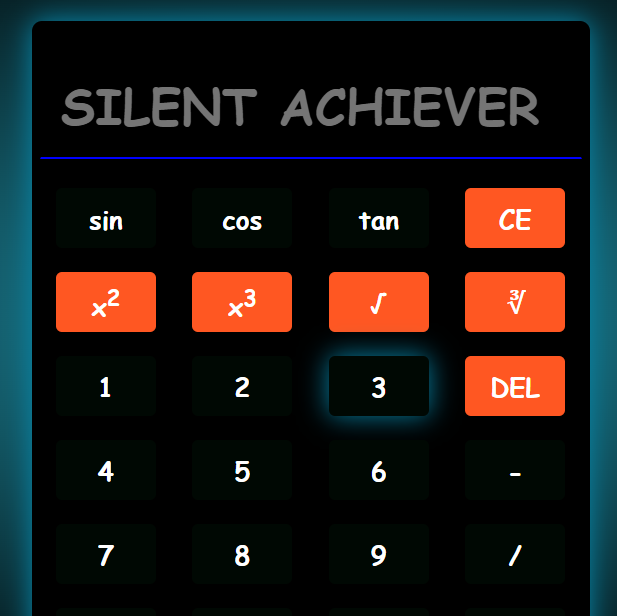 SILENT ACHIEVER
sin cos tan CE
x² x³ √ ∛
1 2 3 DEL
4 5 6 -
7 8 9 /